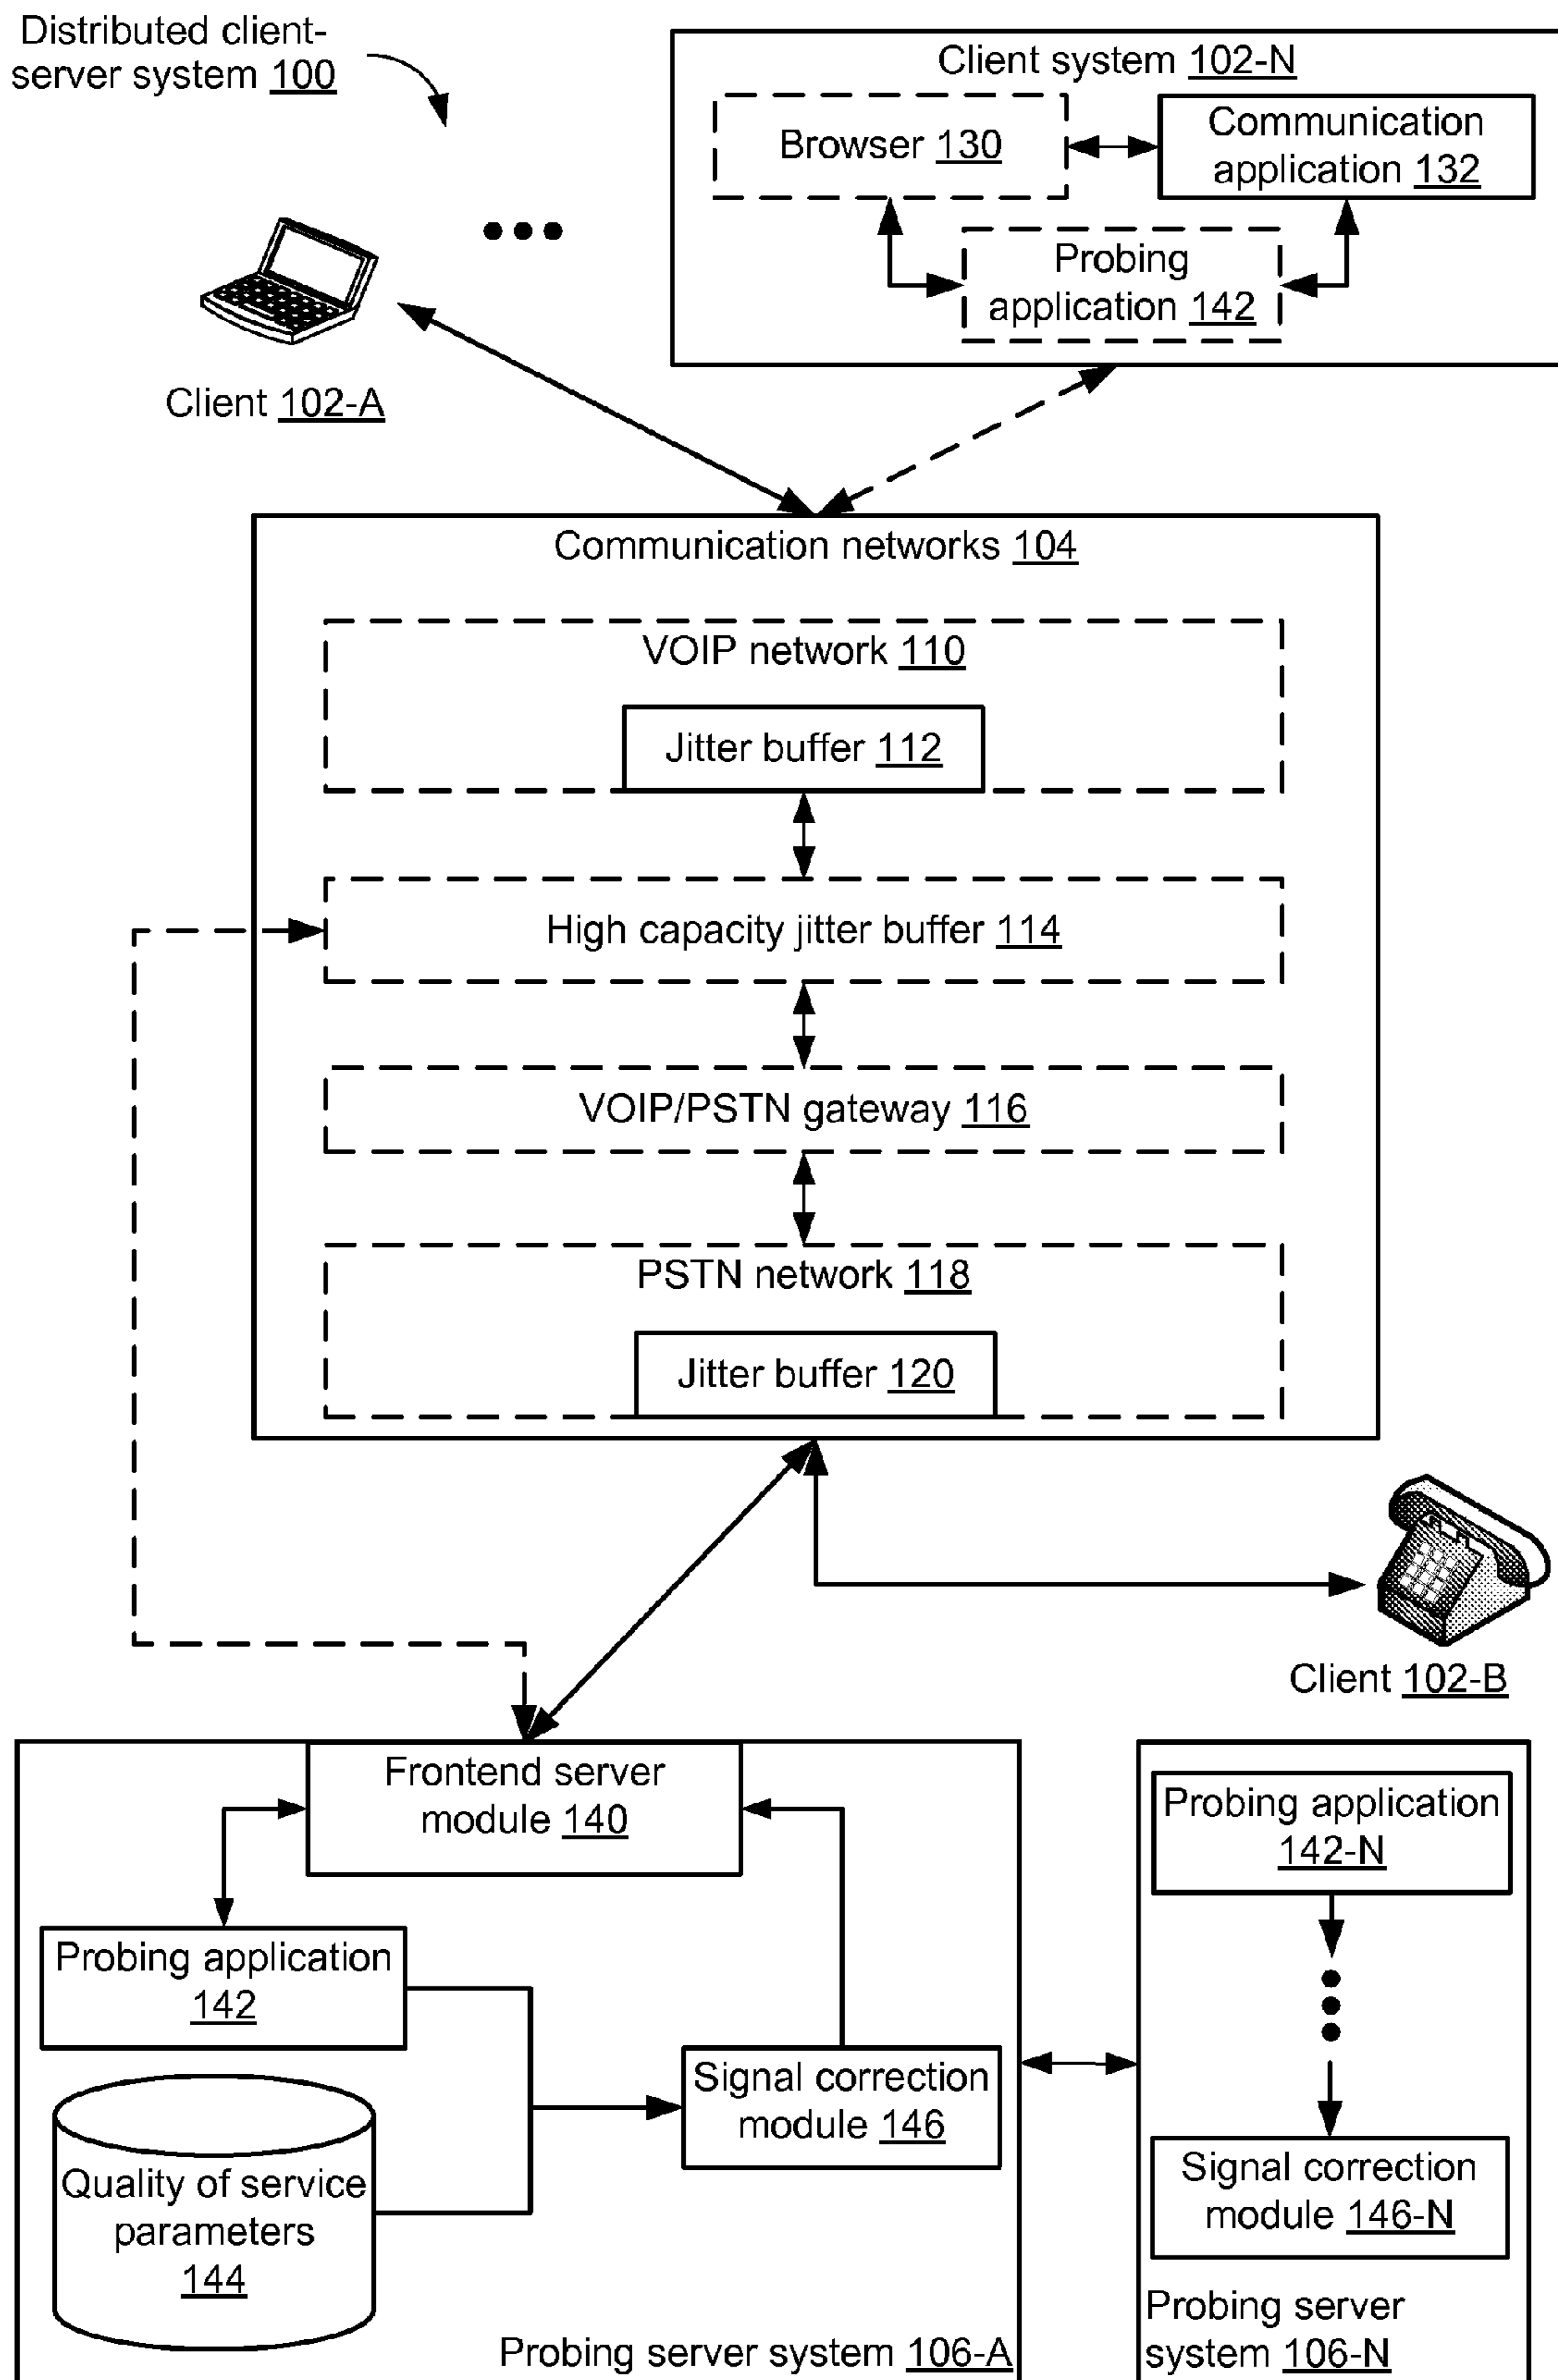 Distributed client-
server system 100
Client system 102-N
Browser 130
Communication
application 132
Probing
application 142
Client 102-A
Communication networks 104
VOIP network 110
Jitter buffer 112
High capacity jitter buffer 114
VOIP/PSTN gateway 116
PSTN network 118
Jitter buffer 120
Client 102-B
Frontend server
module 140
Probing application
142
Quality of service
parameters
144
Signal correction
module 146
Probing server system 106-A
Probing application
142-N
Signal correction
module 146-N
Probing server
system 106-N